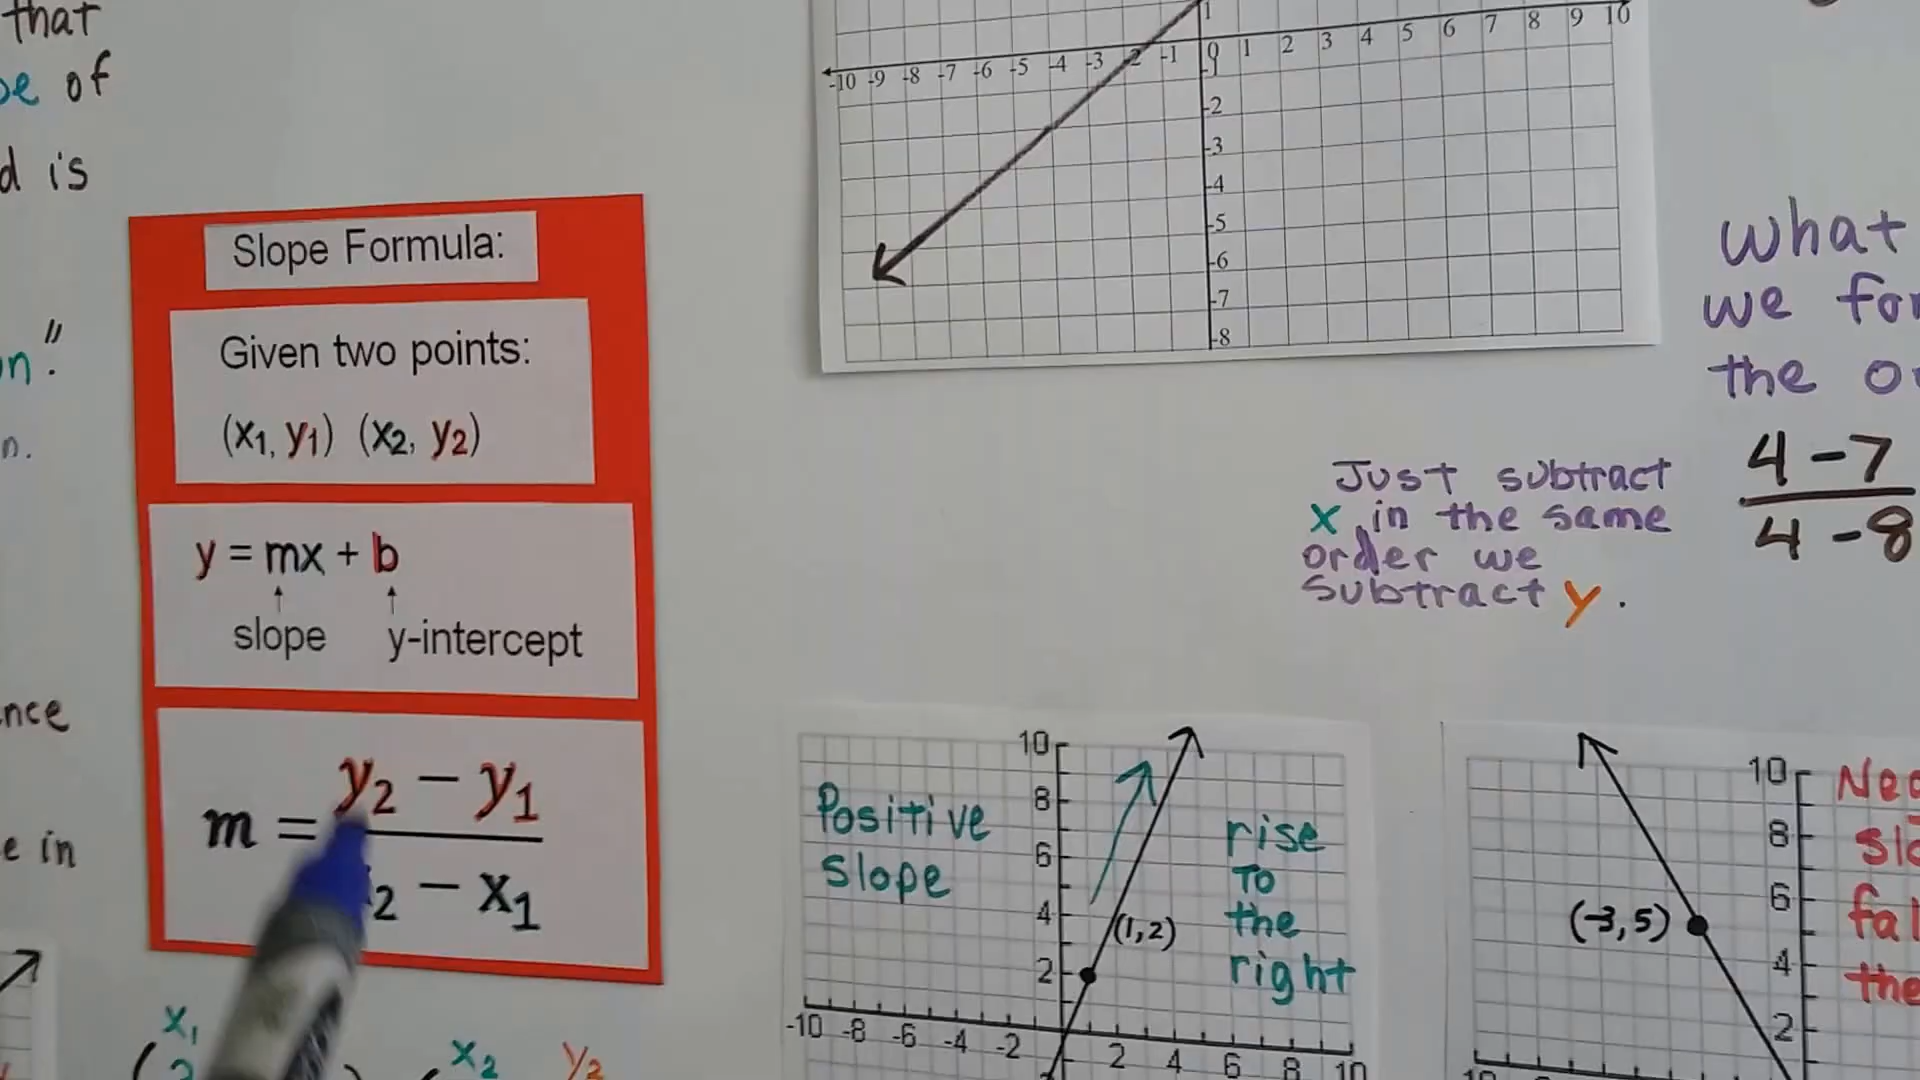 that
of
is
n.
nce
e in
Slope Formula:
Given two points:
(x1, y1) (x2, y2)
y = mx + b
slope y-intercept
m = y2 - y1
2 - x1
x1
x2 y2
1
-10 -9 -8 -7 -6 -5 -4 -3 -2 -1 0 1 2 3 4 5 6 7 8 9 10
-1
-2
-3
-4
-5
-6
-7
-8
What
we
the
Just subtract
x in the same
order we
subtract y.
4 - 7
4 - 8
Positive
slope
rise
to
the
right
10
8
6
4
2
(1,2)
-10 -8 -6 -4 -2 2 4 6 8 10
(-3,5)
10
8
6
4
2
the